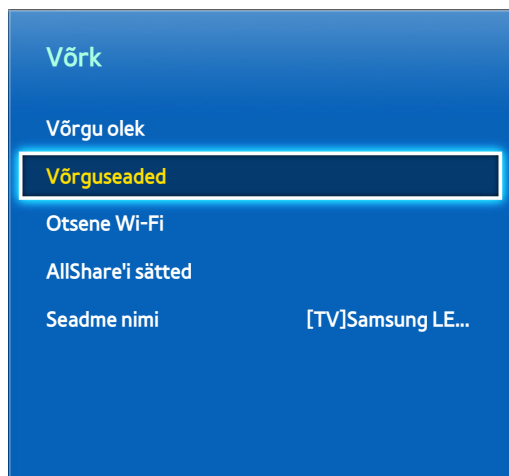 Võrk
Võrgu olek
Võrguseaded
Otsene Wi-Fi
AllShare'i sätted
Seadme nimi [TV]Samsung LE...